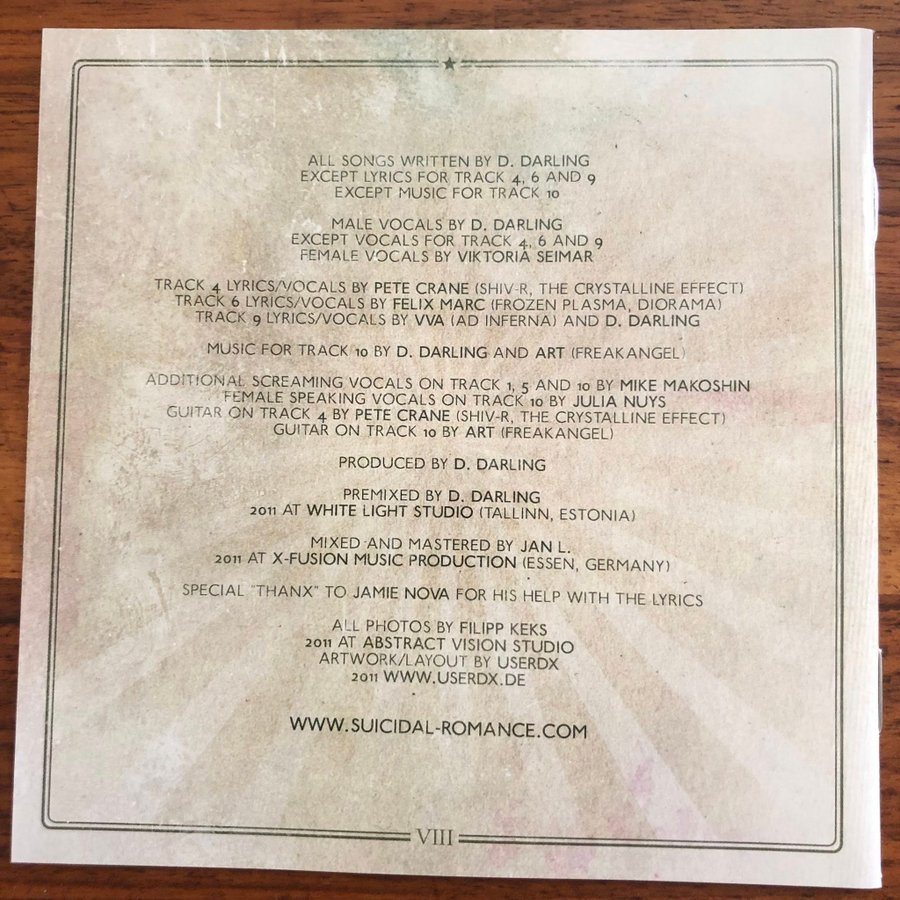 ALL SONGS WRITTEN BY D. DARLING
EXCEPT LYRICS FOR TRACK 4, 6 AND 9
EXCEPT MUSIC FOR TRACK 10
MALE VOCALS BY D. DARLING
EXCEPT VOCALS FOR TRACK 4, 6 AND 9
FEMALE VOCALS BY VIKTORIA SEIMAR
TRACK 4 LYRICS/VOCALS BY PETE CRANE (SHIV-R, THE CRYSTALLINE EFFECT)
TRACK 6 LYRICS/VOCALS BY FELIX MARC (FROZEN PLASMA, DIORAMA)
TRACK 9 LYRICS/VOCALS BY VVA (AD INFERNA) AND D. DARLING
MUSIC FOR TRACK 10 BY D. DARLING AND ART (FREAKANGEL)
ADDITIONAL SCREAMING VOCALS ON TRACK 1, 5 AND 10 BY MIKE MAKOSHIN
FEMALE SPEAKING VOCALS ON TRACK 10 BY JULIA NUYS
GUITAR ON TRACK 4 BY PETE CRANE (SHIV-R, THE CRYSTALLINE EFFECT)
GUITAR ON TRACK 10 BY ART (FREAKANGEL)
PRODUCED BY D. DARLING
PREMIXED BY D. DARLING
2011 AT WHITE LIGHT STUDIO (TALLINN, ESTONIA)
MIXED AND MASTERED BY JAN L.
2011 AT X-FUSION MUSIC PRODUCTION (ESSEN, GERMANY)
SPECIAL "THANX" TO JAMIE NOVA FOR HIS HELP WITH THE LYRICS
ALL PHOTOS BY FILIPP KEKS
2011 AT ABSTRACT VISION STUDIO
ARTWORK/LAYOUT BY USERDX
2011 WWW.USERDX.DE
WWW.SUICIDAL-ROMANCE.COM
VIII